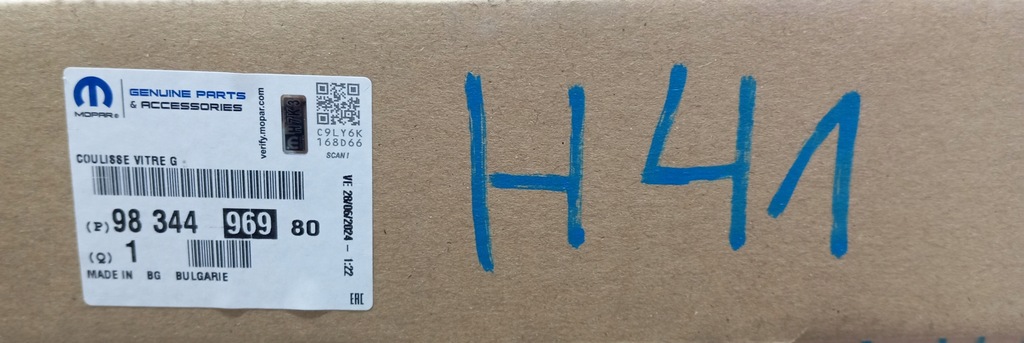 MOPAR®
GENUINE PARTS
& ACCESSORIES
verify.mopar.com
C9LY6K
168D66
SCAN!
COULISSE VITRE G
(P) 98 344 969 80
(Q) 1
MADE IN BG BULGARIE
VE 28/06/2024 - 1:22
EAC
H41